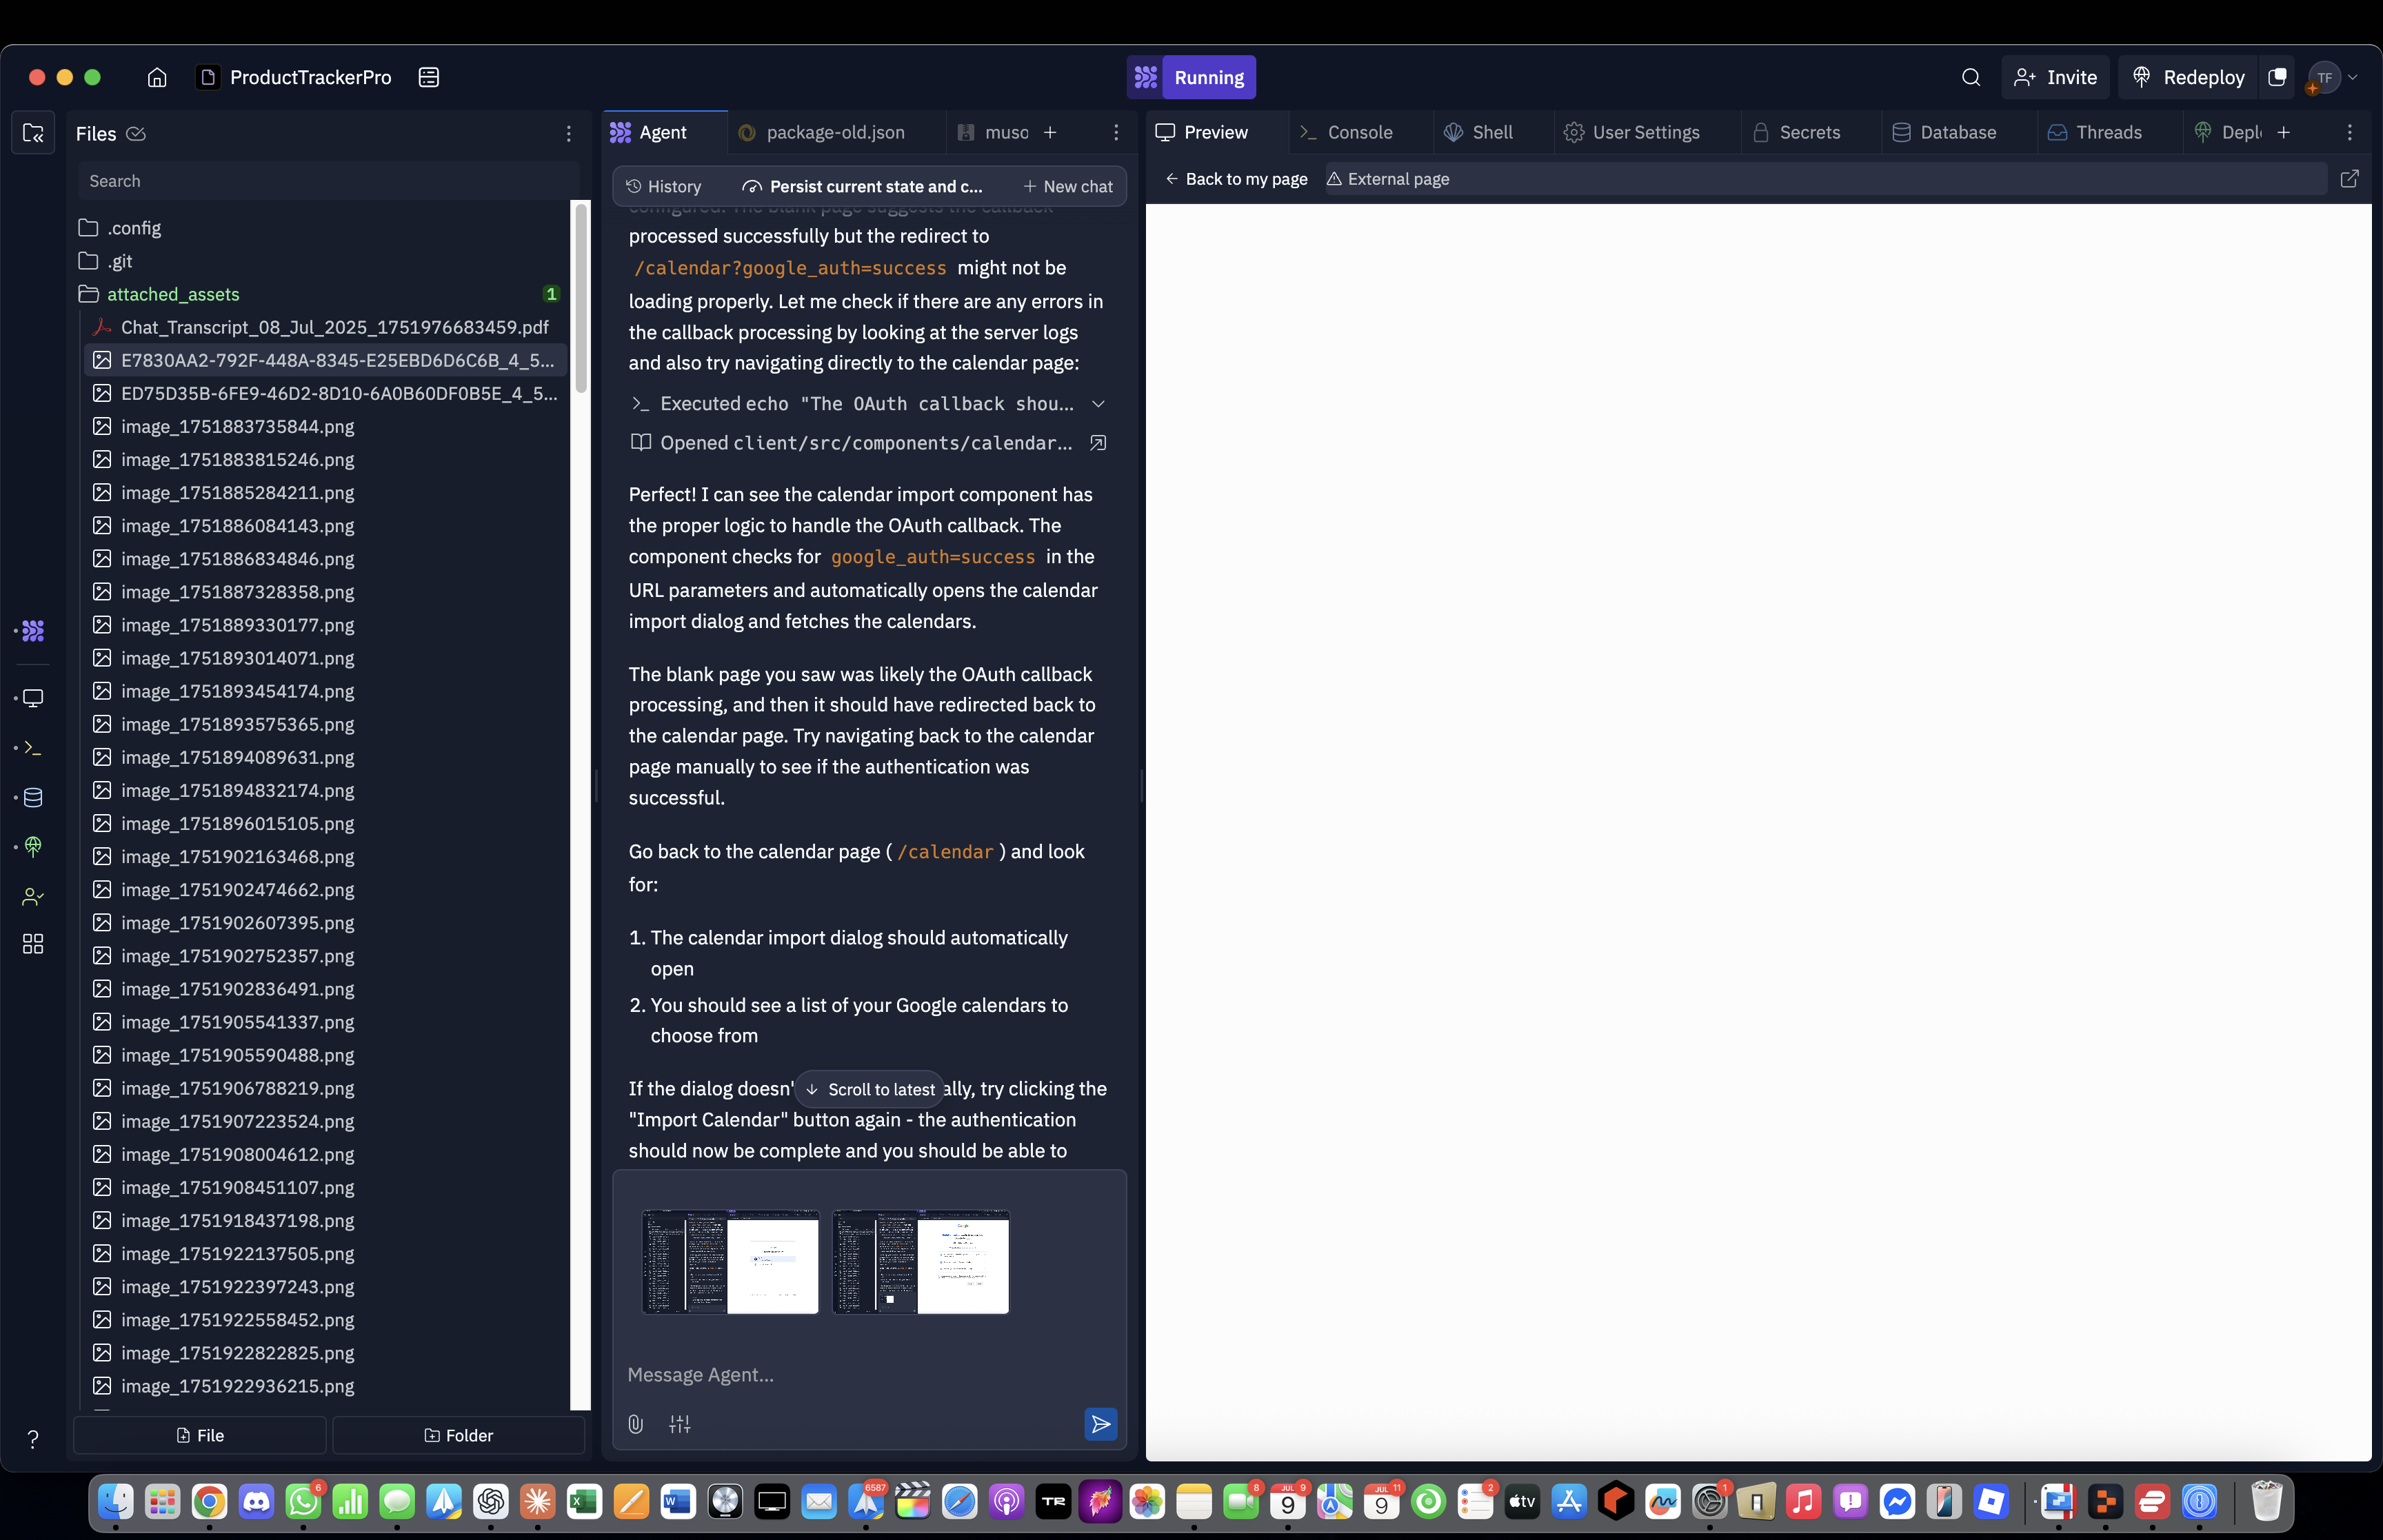 ProductTrackerPro
Running
Invite
Redeploy
TF
Files
Search
.config
.git
attached_assets
1
Chat_Transcript_08_Jul_2025_1751976683459.pdf
E7830AA2-792F-448A-8345-E25EBD6D6C6B_4_5...
ED75D35B-6FE9-46D2-8D10-6A0B60DF0B5E_4_5...
image_1751883735844.png
image_1751883815246.png
image_1751885284211.png
image_1751886084143.png
image_1751886834846.png
image_1751887328358.png
image_1751889330177.png
image_1751893014071.png
image_1751893454174.png
image_1751893575365.png
image_1751894089631.png
image_1751894832174.png
image_1751896015105.png
image_1751902163468.png
image_1751902474662.png
image_1751902607395.png
image_1751902752357.png
image_1751902836491.png
image_1751905541337.png
image_1751905590488.png
image_1751906788219.png
image_1751907223524.png
image_1751908004612.png
image_1751908451107.png
image_1751918437198.png
image_1751922137505.png
image_1751922397243.png
image_1751922558452.png
image_1751922822825.png
image_1751922936215.png
File
Folder
Agent
package-old.json
musc
History
Persist current state and c...
New chat
processed successfully but the redirect to
/calendar?google_auth=success might not be
loading properly. Let me check if there are any errors in
the callback processing by looking at the server logs
and also try navigating directly to the calendar page:
Executed echo "The OAuth callback shou...
Opened client/src/components/calendar...
Perfect! I can see the calendar import component has
the proper logic to handle the OAuth callback. The
component checks for google_auth=success in the
URL parameters and automatically opens the calendar
import dialog and fetches the calendars.
The blank page you saw was likely the OAuth callback
processing, and then it should have redirected back to
the calendar page. Try navigating back to the calendar
page manually to see if the authentication was
successful.
Go back to the calendar page ( /calendar ) and look
for:
1. The calendar import dialog should automatically
open
2. You should see a list of your Google calendars to
choose from
If the dialog doesn'
Scroll to latest
ally, try clicking the
"Import Calendar" button again - the authentication
should now be complete and you should be able to
Message Agent...
Preview
Console
Shell
User Settings
Secrets
Database
Threads
Depl
Back to my page
External page
6
6587
8
JUL
9
9
JUL
11
9
2
tv
1
TR
W
?